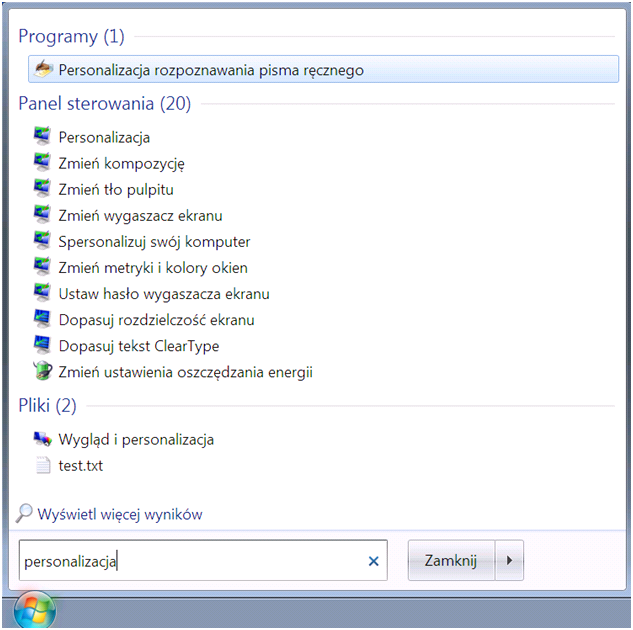 Programy (1)
Personalizacja rozpoznawania pisma ręcznego
Panel sterowania (20)
Personalizacja
Zmień kompozycję
Zmień tło pulpitu
Zmień wygaszacz ekranu
Spersonalizuj swój komputer
Zmień metryki i kolory okien
Ustaw hasło wygaszacza ekranu
Dopasuj rozdzielczość ekranu
Dopasuj tekst ClearType
Zmień ustawienia oszczędzania energii
Pliki (2)
Wygląd i personalizacja
test.txt
Wyświetl więcej wyników
personalizacja
Zamknij